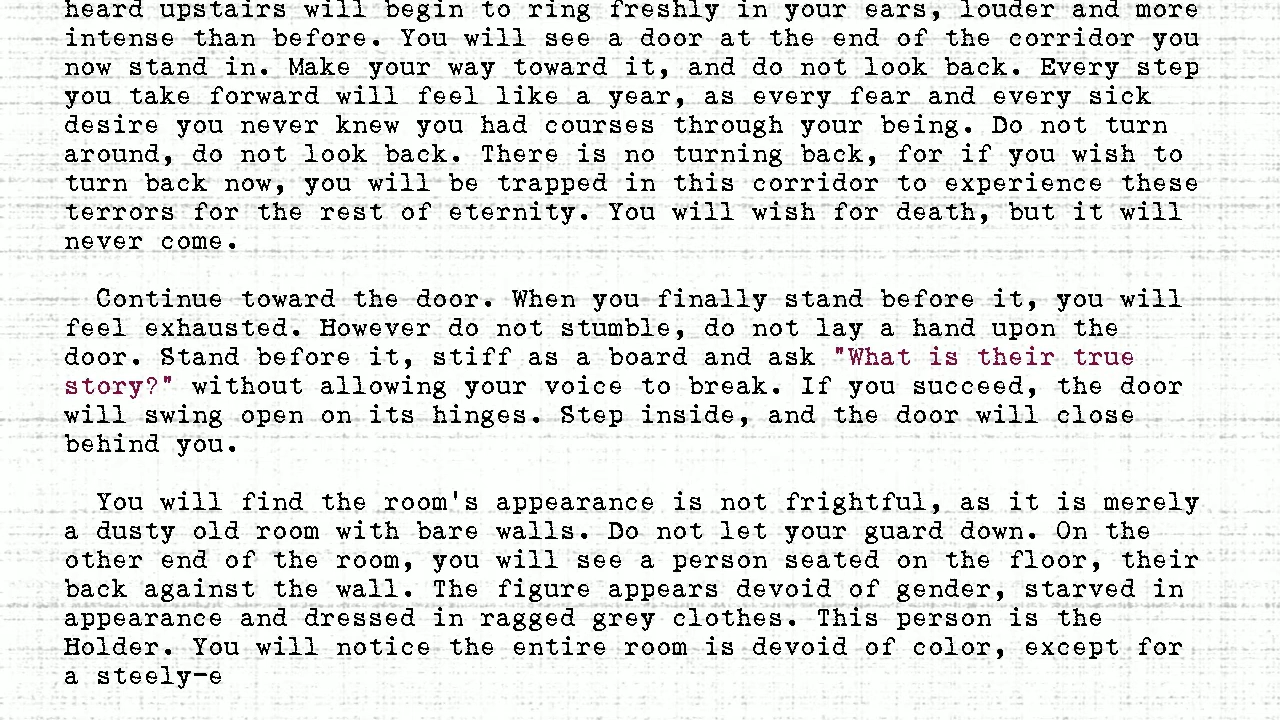 heard upstairs will begin to ring freshly in your ears, louder and more
intense than before. You will see a door at the end of the corridor you
now stand in. Make your way toward it, and do not look back. Every step
you take forward will feel like a year, as every fear and every sick
desire you never knew you had courses through your being. Do not turn
around, do not look back. There is no turning back, for if you wish to
turn back now, you will be trapped in this corridor to experience these
terrors for the rest of eternity. You will wish for death, but it will
never come.
Continue toward the door. When you finally stand before it, you will
feel exhausted. However do not stumble, do not lay a hand upon the
door. Stand before it, stiff as a board and ask "What is their true
story?" without allowing your voice to break. If you succeed, the door
will swing open on its hinges. Step inside, and the door will close
behind you.
You will find the room's appearance is not frightful, as it is merely
a dusty old room with bare walls. Do not let your guard down. On the
other end of the room, you will see a person seated on the floor, their
back against the wall. The figure appears devoid of gender, starved in
appearance and dressed in ragged grey clothes. This person is the
Holder. You will notice the entire room is devoid of color, except for
a steely-e